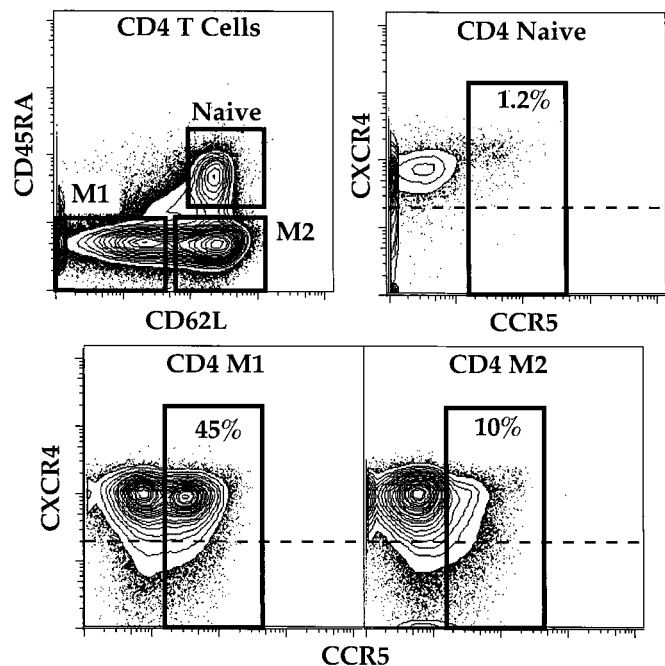 CD4 T Cells
CD45RA
Naive
M1
M2
CD62L
CD4 Naive
CXCR4
1.2%
CCR5
CD4 M1
CD4 M2
CXCR4
45%
10%
CCR5